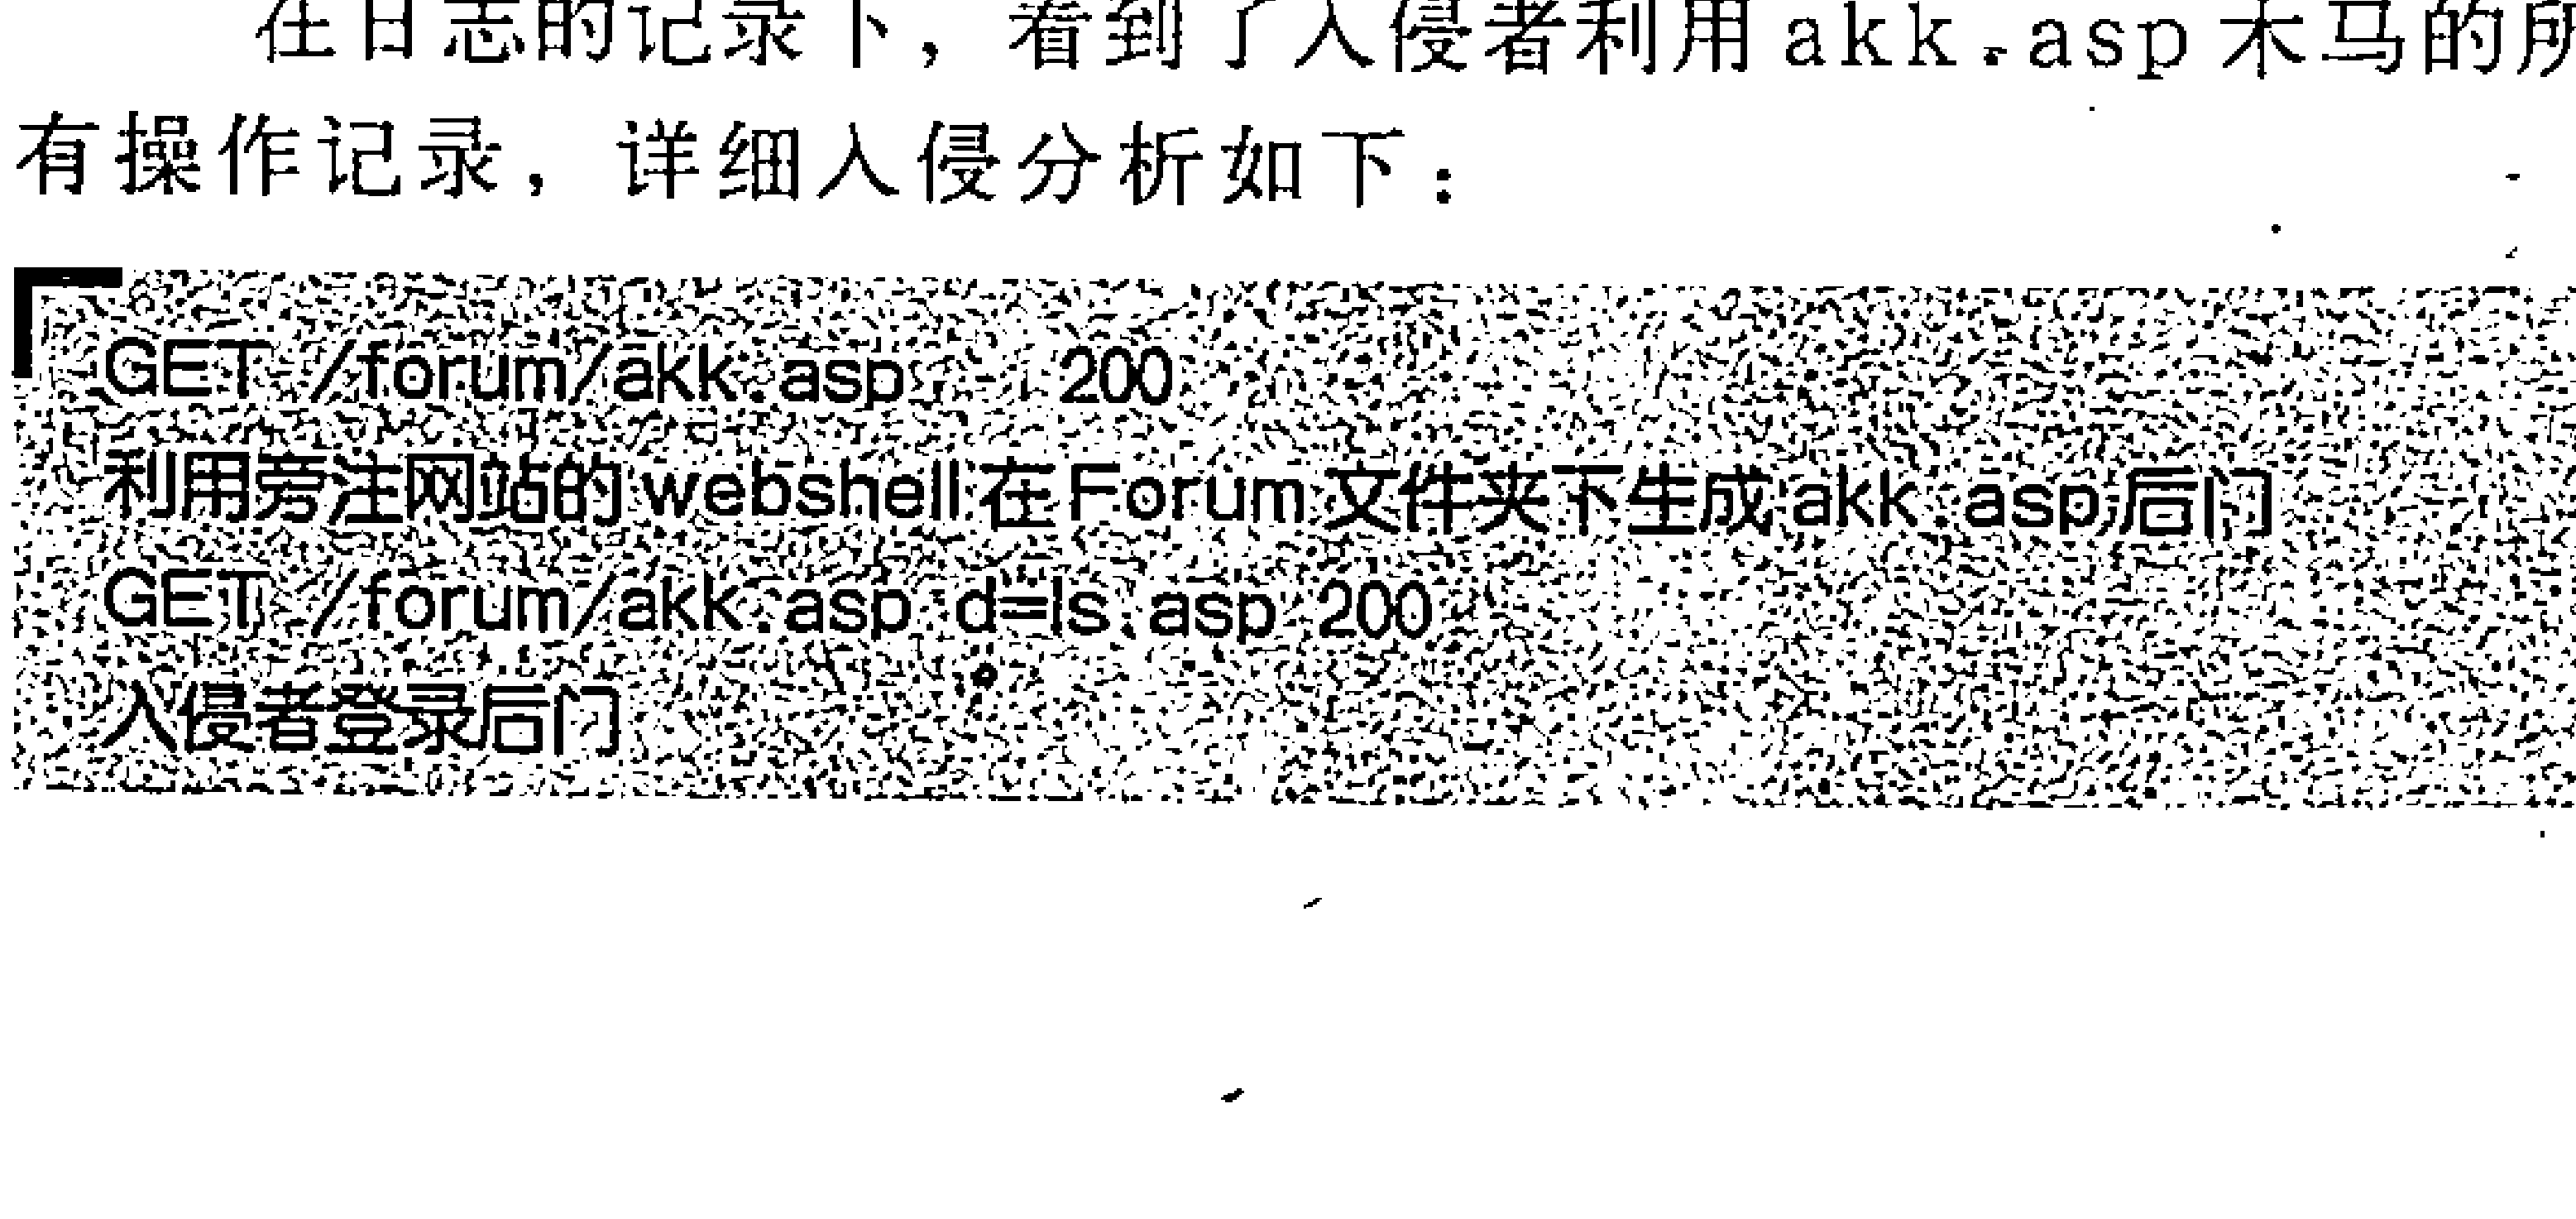 在日志的记录下，看到了入侵者利用akk.asp木马的所
有操作记录，详细入侵分析如下：
GET /forum/akk.asp 200
利用旁注网站的webshell在Forum文件夹下生成akk.asp后门
GET /forum/akk.asp d=ls.asp 200
入侵者登录后门